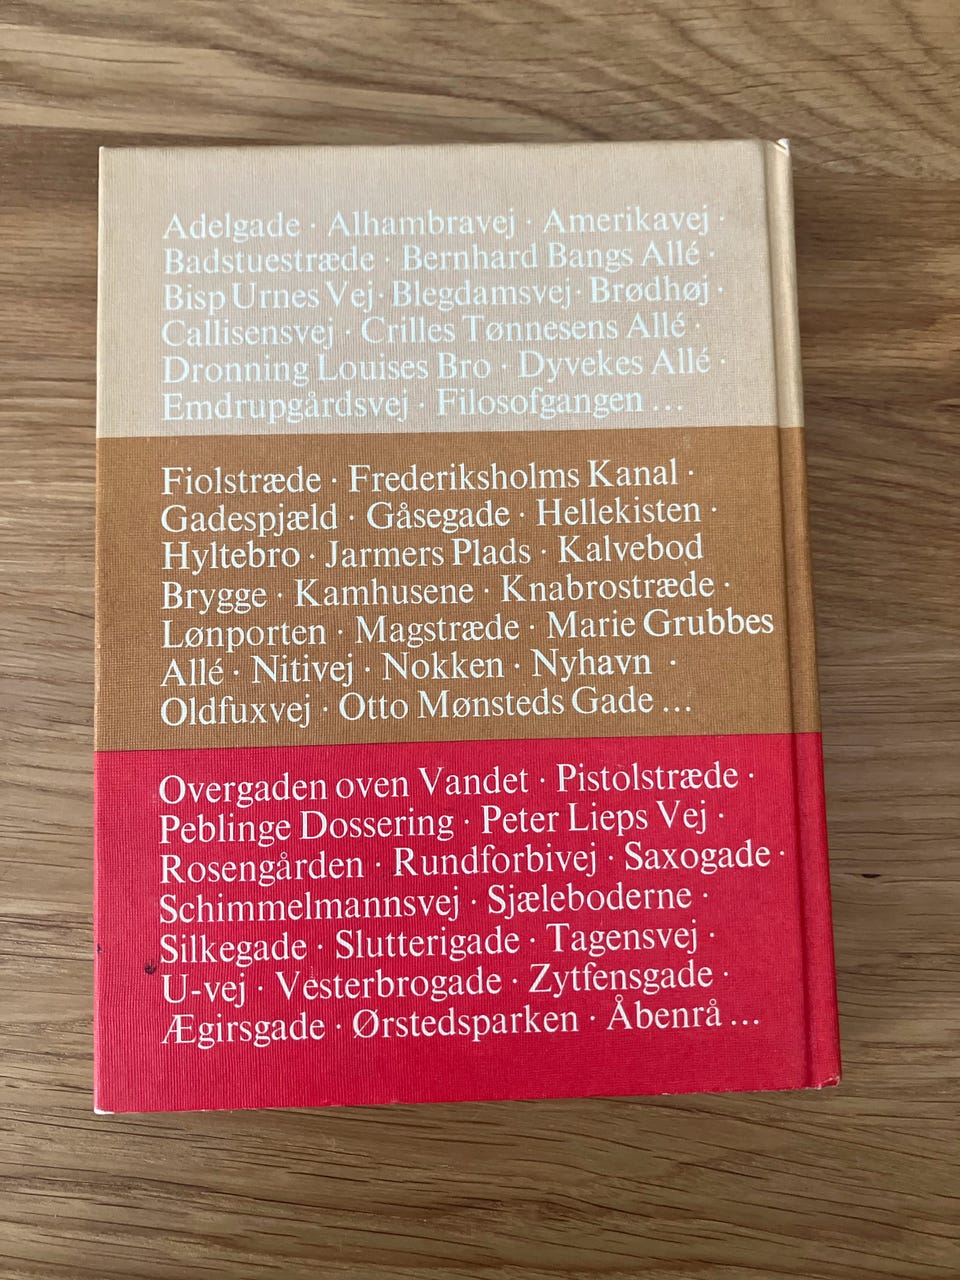 Adelgade · Alhambravej · Amerikavej ·
Badstuestræde · Bernhard Bangs Allé ·
Bisp Urnes Vej · Blegdamsvej · Brødhøj ·
Callisensvej · Crilles Tønnesens Allé ·
Dronning Louises Bro · Dyvekes Allé ·
Emdrupgårdsvej · Filosofgangen ...
Fiolstræde · Frederiksholms Kanal ·
Gadespjæld · Gåsegade · Hellekisten ·
Hyltebro · Jarmers Plads · Kalvebod
Brygge · Kamhusene · Knabrostræde ·
Lønporten · Magstræde · Marie Grubbes
Allé · Nitivej · Nokken · Nyhavn ·
Oldfuxvej · Otto Mønsteds Gade ...
Overgaden oven Vandet · Pistolstræde ·
Peblinge Dossering · Peter Lieps Vej ·
Rosengården · Rundforbivej · Saxogade ·
Schimmelmannsvej · Sjæleboderne ·
Silkegade · Slutterigade · Tagensvej ·
U-vej · Vesterbrogade · Zytfensgade ·
Ægirsgade · Ørstedsparken · Åbenrå ...